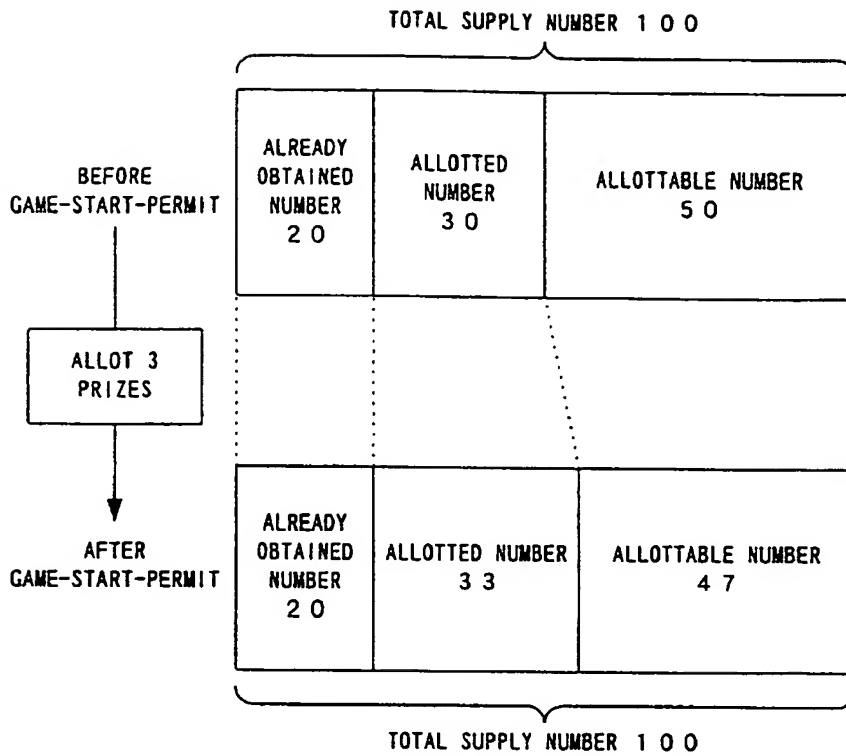 TOTAL SUPPLY NUMBER 100
BEFORE
GAME-START-PERMIT
ALREADY
OBTAINED
NUMBER
20
ALLOTTED
NUMBER
30
ALLOTTABLE NUMBER
50
ALLOT 3
PRIZES
AFTER
GAME-START-PERMIT
ALREADY
OBTAINED
NUMBER
20
ALLOTTED NUMBER
33
ALLOTTABLE NUMBER
47
TOTAL SUPPLY NUMBER 100